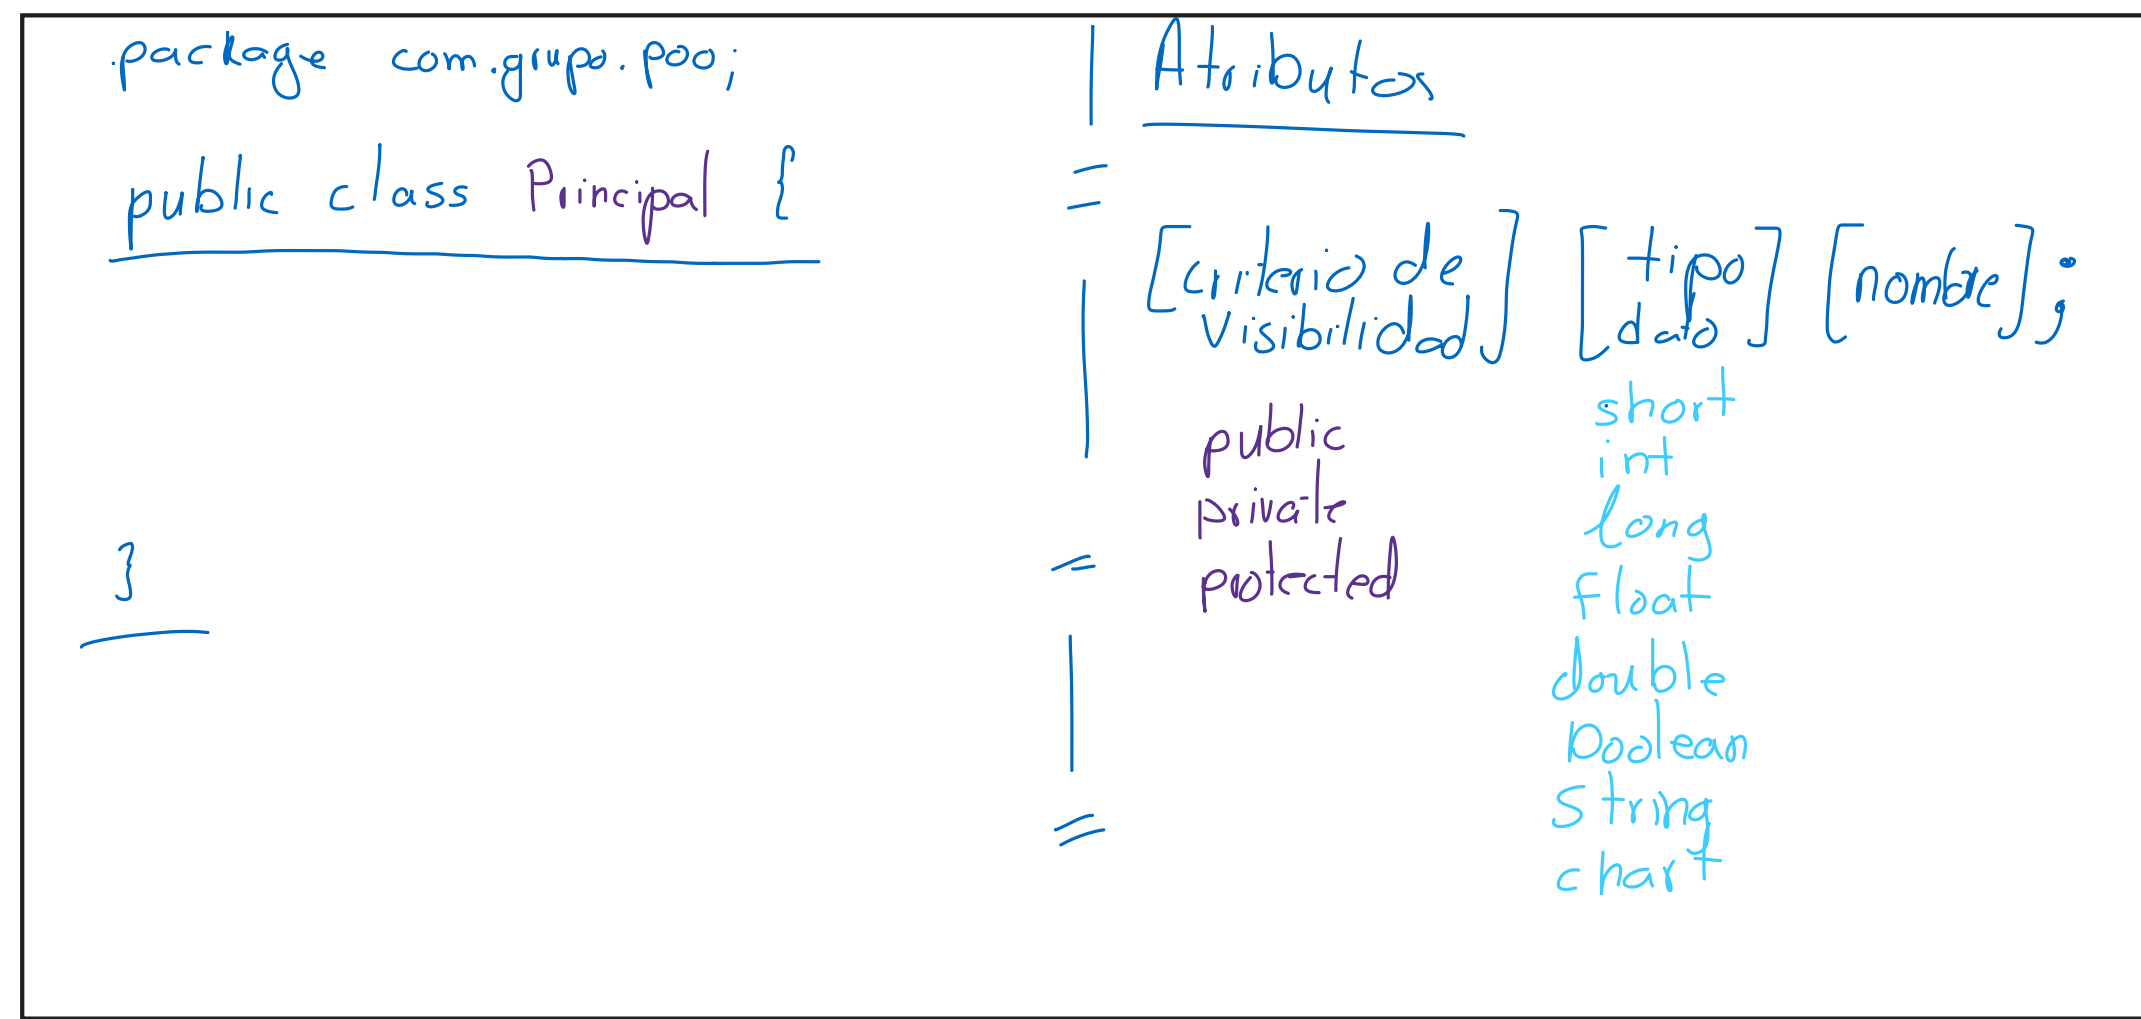 package com.grupo.poo;
public class Principal {
}
Atributos
[criterio de visibilidad] [tipo dato] [nombre];
public
private
protected
short
int
long
float
double
boolean
String
chart